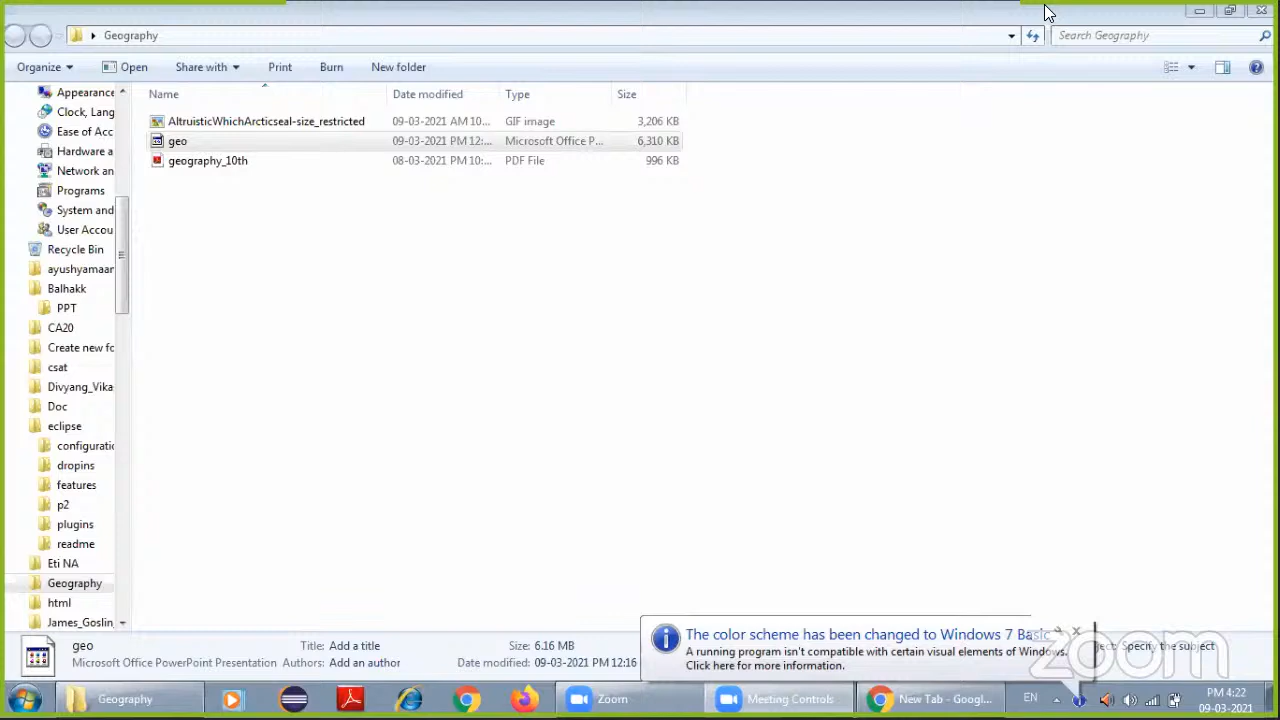 Geography
Search Geography
Organize
Open
Share with
Print
Burn
New folder
Name
Date modified
Type
Size
AltruisticWhichArcticseal-size_restricted
09-03-2021 AM 10...
GIF image
3,206 KB
geo
09-03-2021 PM 12:...
Microsoft Office P...
6,310 KB
geography_10th
08-03-2021 PM 10:...
PDF File
996 KB
Appearance
Clock, Lang
Ease of Acc
Hardware a
Network an
Programs
System and
User Accou
Recycle Bin
ayushyamaan
Balhakk
PPT
CA20
Create new fo
csat
Divyang_Vika
Doc
eclipse
configuratio
dropins
features
p2
plugins
readme
Eti NA
Geography
html
James_Goslin
geo
Title: Add a title
Size: 6.16 MB
Microsoft Office PowerPoint Presentation
Authors: Add an author
Date modified: 09-03-2021 12:16
The color scheme has been changed to Windows 7 Basic
A running program isn't compatible with certain visual elements of Windows.
Click here for more information.
Specify the subject
zoom
Geography
Zoom
Meeting Controls
New Tab - Googl...
EN
PM 4:22
09-03-2021